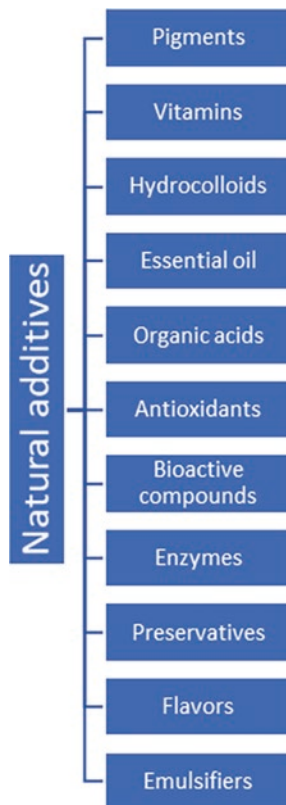 Natural additives
Pigments
Vitamins
Hydrocolloids
Essential oil
Organic acids
Antioxidants
Bioactive
compounds
Enzymes
Preservatives
Flavors
Emulsifiers